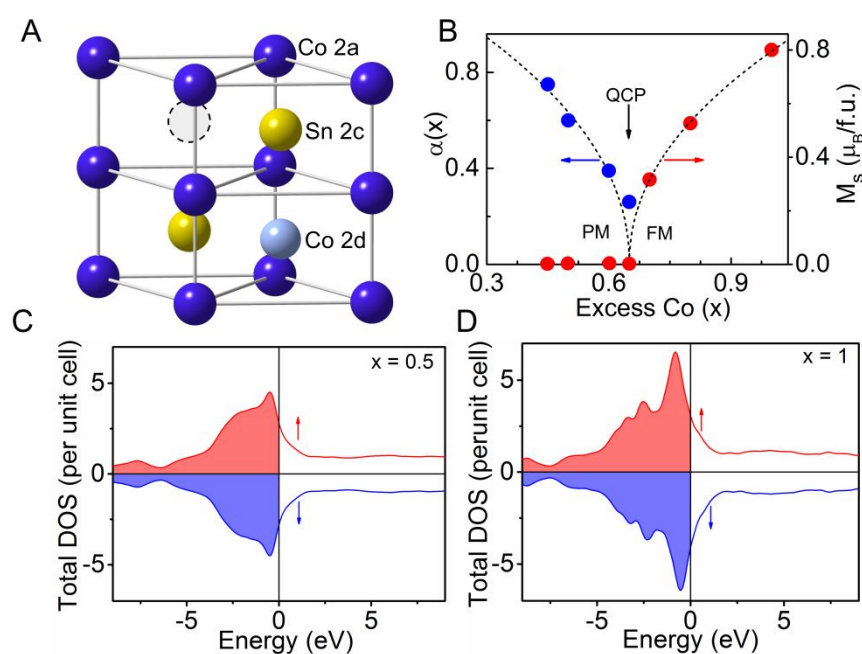 A
Co 2a
Sn 2c
Co 2d
B
α(x)
0.8
0.4
0.0
0.3
0.6
0.9
Excess Co (x)
QCP
PM
FM
0.8
0.4
0.0
M_s (μ_B/f.u.)
C
Total DOS (per unit cell)
5
0
-5
-5
0
5
Energy (eV)
x = 0.5
D
Total DOS (perunit cell)
5
0
-5
-5
0
5
Energy (eV)
x = 1